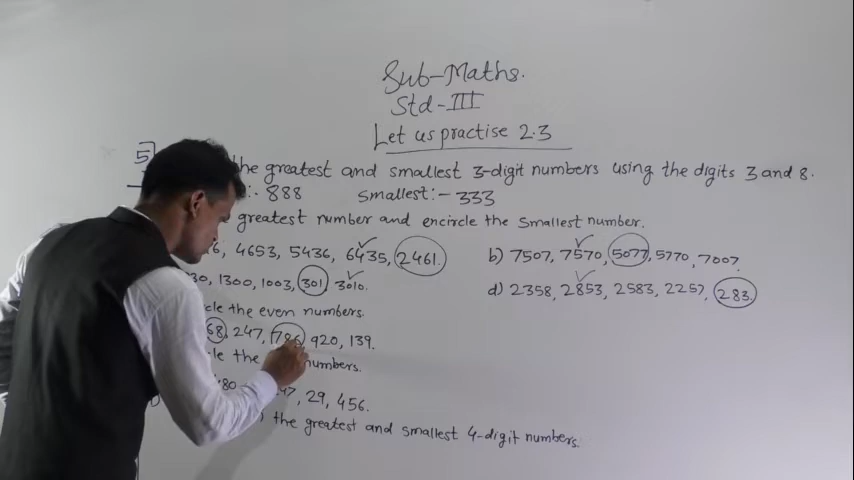 Sub-Maths.
Std-III
Let us practise 2.3
5] the greatest and smallest 3-digit numbers using the digits 3 and 8.
:- 888 Smallest:- 333
greatest number and encircle the Smallest number.
6, 4653, 5436, 6435, 2461. b) 7507, 7570, 5077, 5770, 7007.
30, 1300, 1003, 301, 3010. d) 2358, 2853, 2583, 2257, 283.
cle the even numbers.
68, 247, 786, 920, 139.
le the numbers.
80 47, 29, 456.
the greatest and smallest 4-digit numbers.